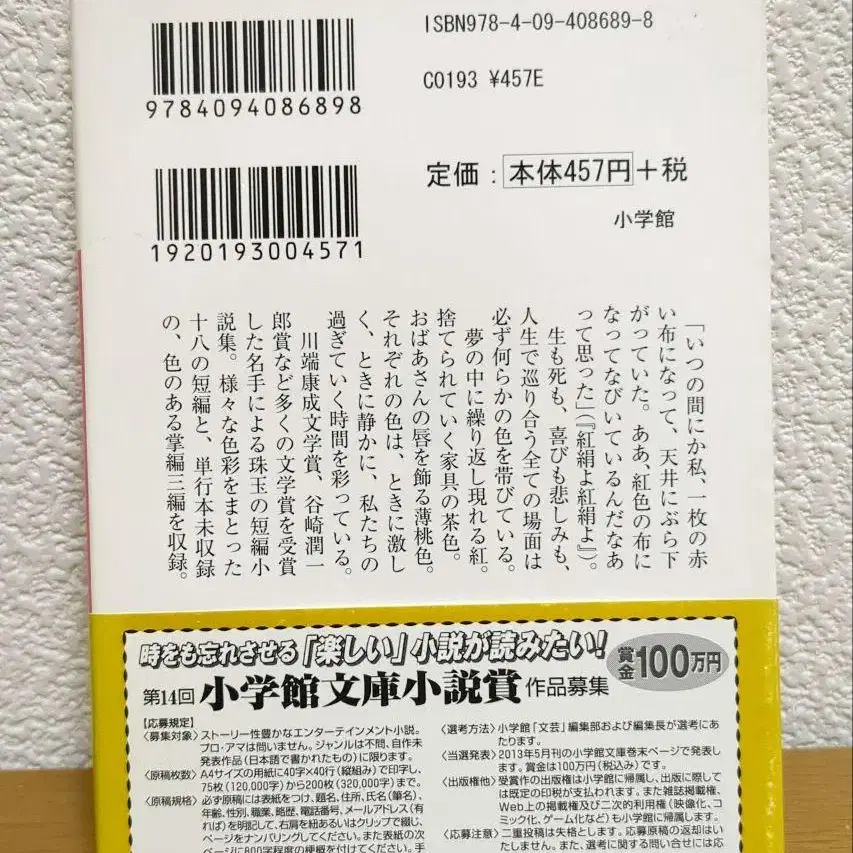 ISBN978-4-09-408689-8
9784094086898
C0193 ¥457E
定価：本体457円＋税
1920193004571
小学館
「いつの間にか私、一枚の赤
い布になって、天井にぶら下
がっていた。ああ、紅色の布に
なってなびいているんだなあ
って思った」（『紅絹よ紅絹よ』）。
生も死も、喜びも悲しみも、
人生で巡り合う全ての場面は
必ず何らかの色を帯びている。
夢の中に繰り返し現れる紅。
捨てられていく家具の茶色。
おばあさんの唇を飾る薄桃色。
それぞれの色は、ときに激し
く、ときに静かに、私たちの
過ぎていく時間を彩っている。
川端康成文学賞、谷崎潤一
郎賞など多くの文学賞を受賞
した名手による珠玉の短編小
説集。様々な色彩をまとった
十八の短編と、単行本未収録
の、色のある掌編三編を収録。
時をも忘れさせる「楽しい」小説が読みたい!
賞金100万円
第14回 小学館文庫小説賞 作品募集
【応募規定】
〈募集対象〉 ストーリー性豊かなエンターテインメント小説。
プロ・アマは問いません。ジャンルは不問、自作未
発表作品（日本語で書かれたもの）に限ります。
〈原稿枚数〉 A4サイズの用紙に40字×40行（縦組み）で印字し、
75枚（120,000字）から200枚（320,000字）まで。
〈原稿規格〉 必ず原稿には表紙をつけ、題名、住所、氏名（筆名）、
年齢、性別、職業、略歴、電話番号、メールアドレス（有
れば）を明記して、右肩を紐あるいはクリップで綴じ、
ページをナンバリングしてください。また表紙の次
ページに800字程度の梗概を付けてください。手
〈選考方法〉 小学館「文芸」編集部および編集長が選考にあ
たります。
〈当選発表〉 2013年5月刊の小学館文庫巻末ページで発表し
ます。賞金は100万円（税込み）です。
〈出版権他〉 受賞作の出版権は小学館に帰属し、出版に際して
は既定の印税が支払われます。また雑誌掲載権、
Web上の掲載権及び二次的利用権（映像化、コ
ミック化、ゲーム化など）も小学館に帰属します。
〈応募注意〉 二重投稿は失格とします。応募原稿の返却はいた
しません。また、選考に関する問い合せには応